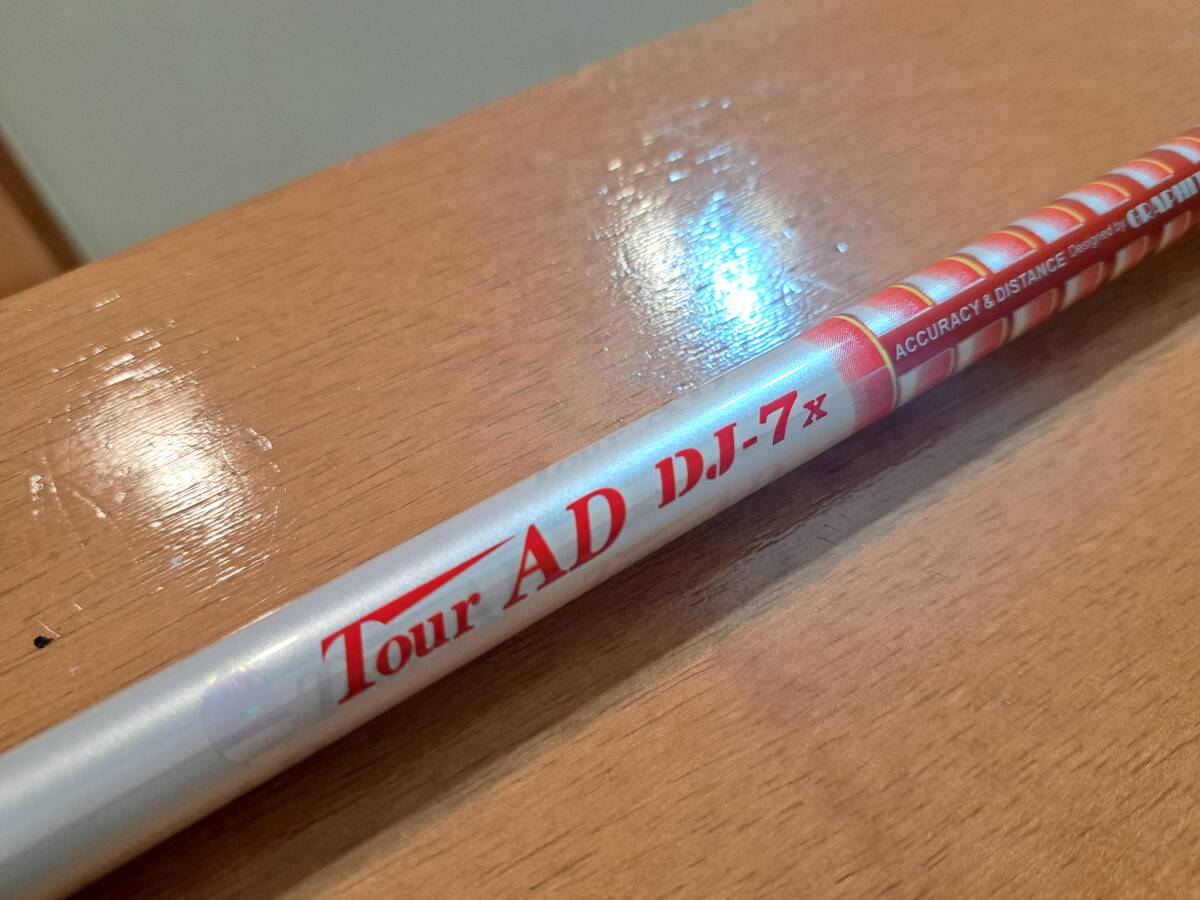 Tour AD DJ-7x
ACCURACY & DISTANCE Designed by